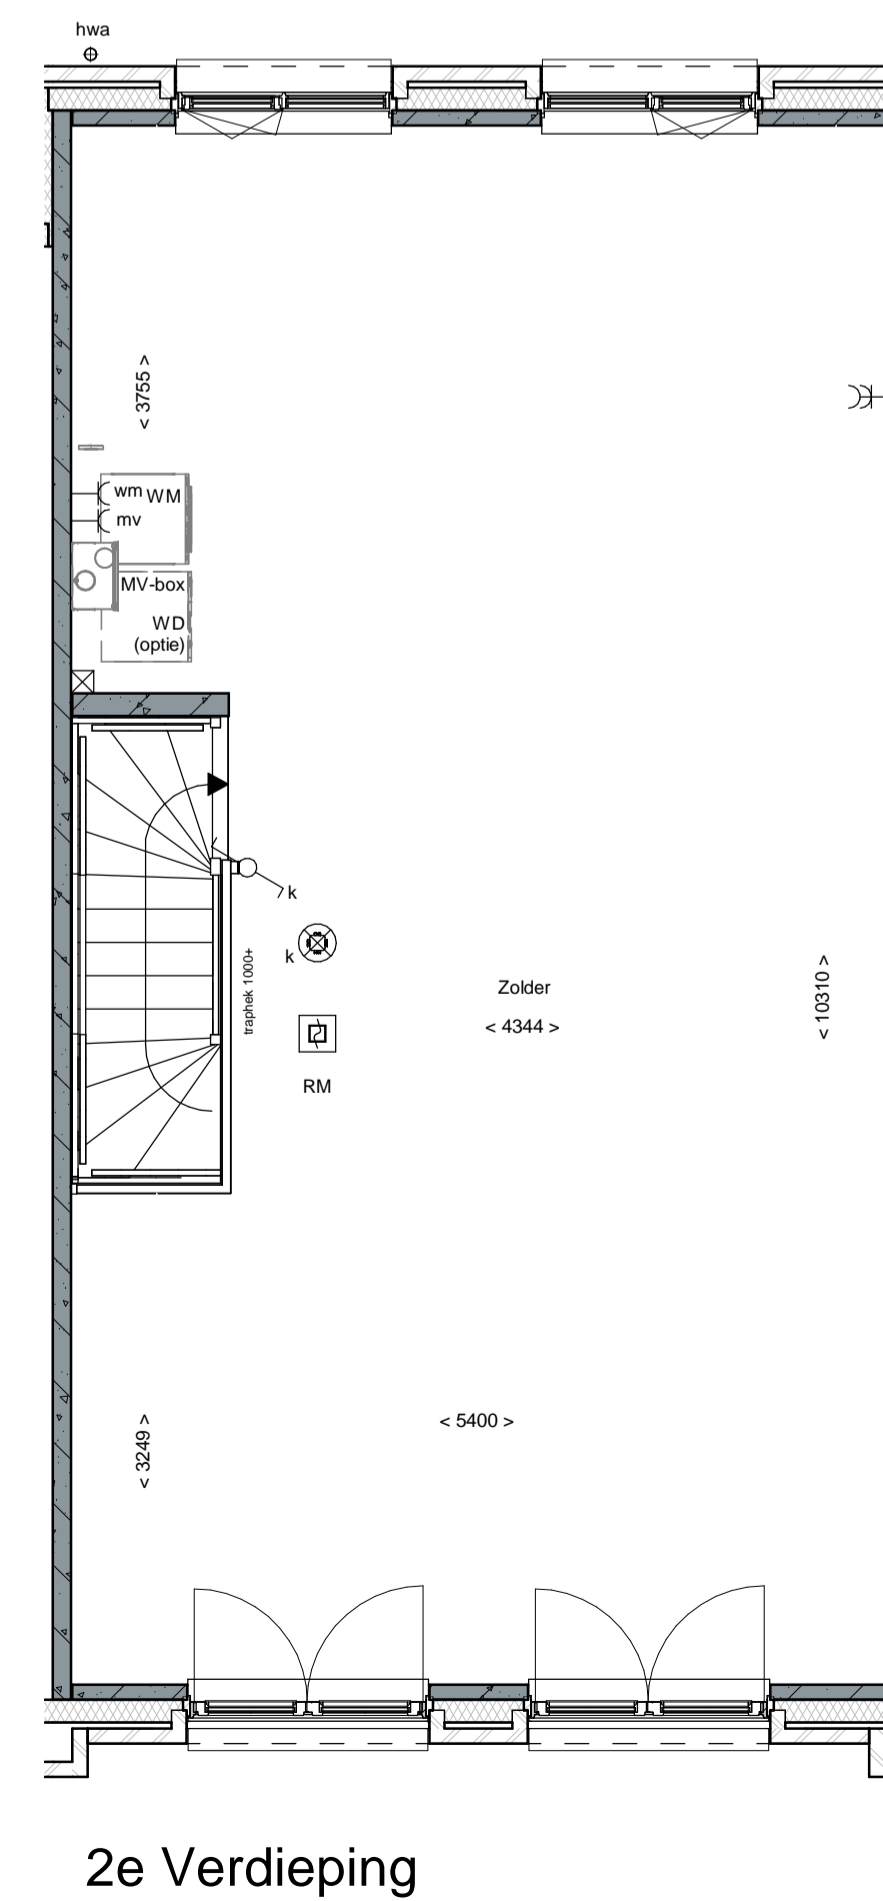 hwa
< 3755 >
wm WM
mv
MV-box
WD
(optie)
k
k
traphek 1000+
RM
Zolder
< 4344 >
< 10310 >
< 5400 >
< 3249 >
2e Verdieping